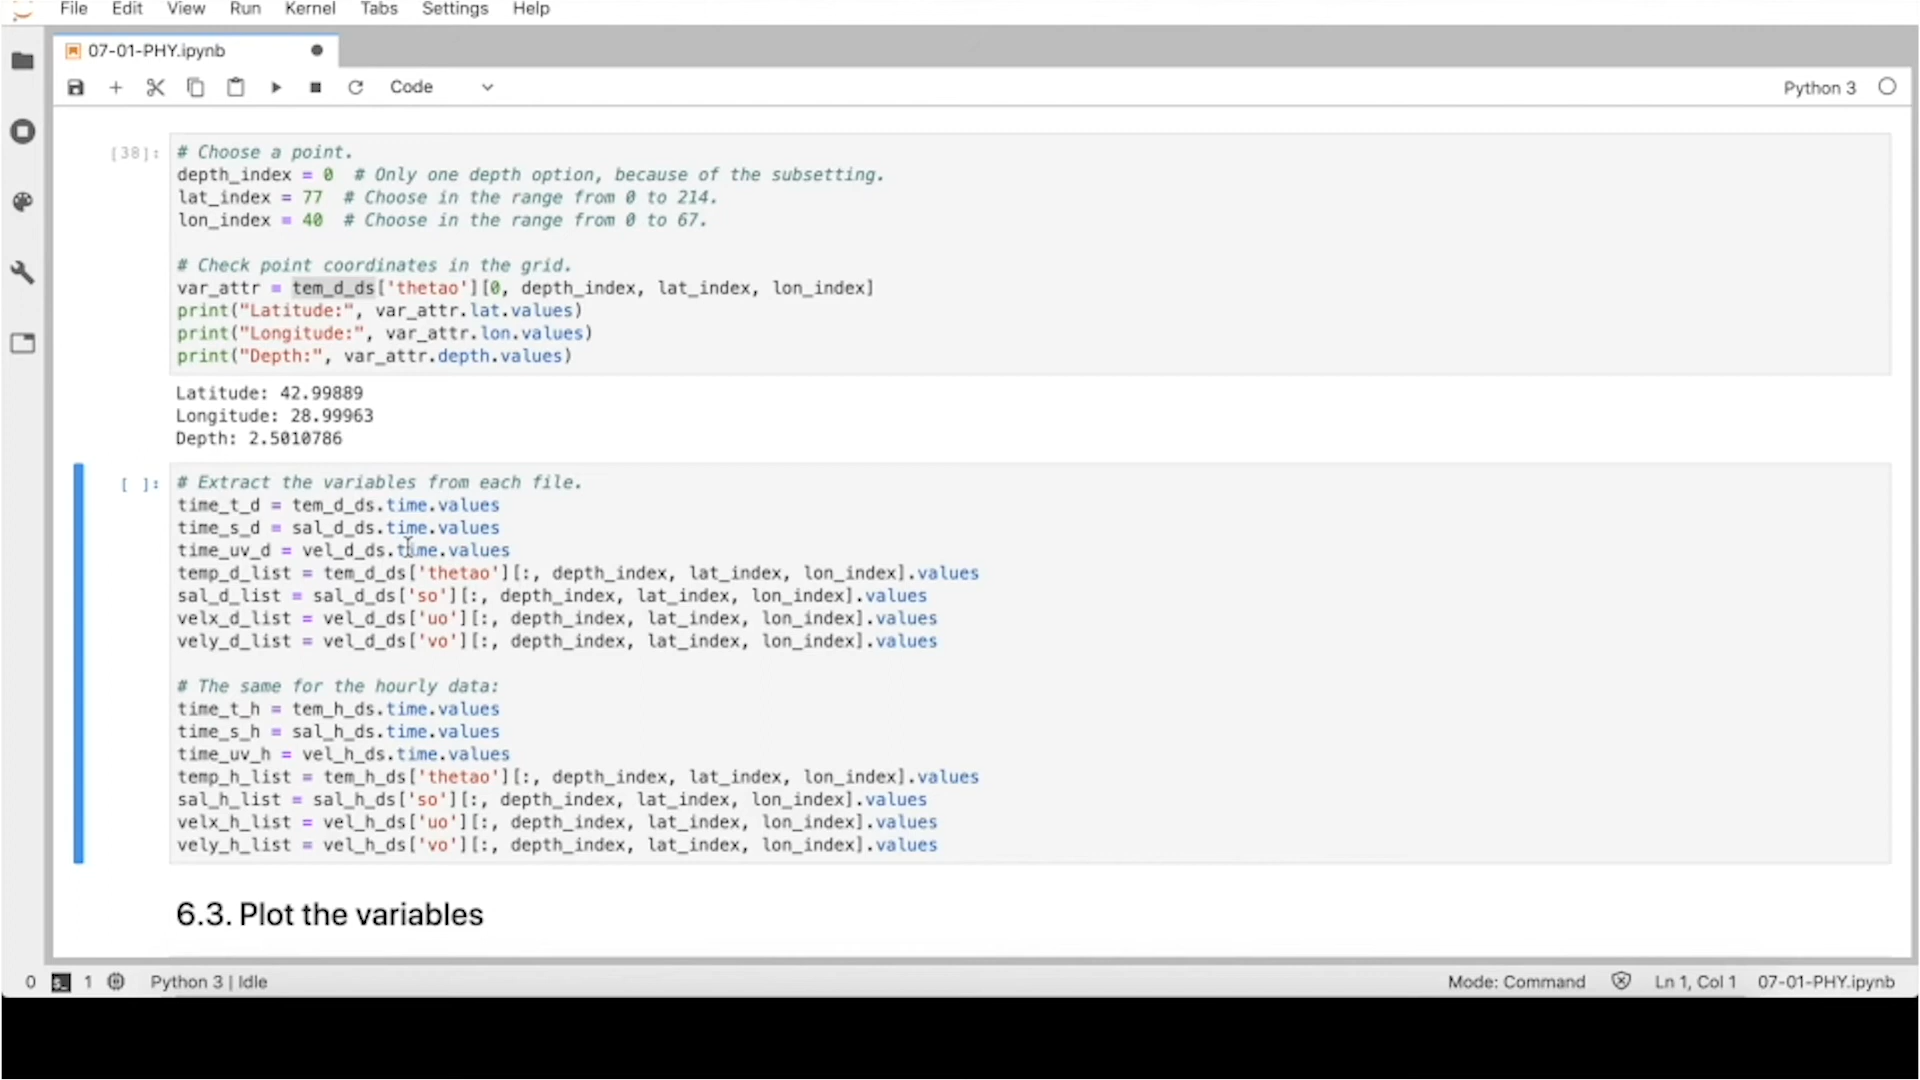 File Edit View Run Kernel Tabs Settings Help
07-01-PHY.ipynb
Code
Python 3
[38]:
# Choose a point.
depth_index = 0  # Only one depth option, because of the subsetting.
lat_index = 77  # Choose in the range from 0 to 214.
lon_index = 40  # Choose in the range from 0 to 67.
# Check point coordinates in the grid.
var_attr = tem_d_ds['thetao'][0, depth_index, lat_index, lon_index]
print("Latitude:", var_attr.lat.values)
print("Longitude:", var_attr.lon.values)
print("Depth:", var_attr.depth.values)
Latitude: 42.99889
Longitude: 28.99963
Depth: 2.5010786
[ ]:
# Extract the variables from each file.
time_t_d = tem_d_ds.time.values
time_s_d = sal_d_ds.time.values
time_uv_d = vel_d_ds.time.values
temp_d_list = tem_d_ds['thetao'][:, depth_index, lat_index, lon_index].values
sal_d_list = sal_d_ds['so'][:, depth_index, lat_index, lon_index].values
velx_d_list = vel_d_ds['uo'][:, depth_index, lat_index, lon_index].values
vely_d_list = vel_d_ds['vo'][:, depth_index, lat_index, lon_index].values
# The same for the hourly data:
time_t_h = tem_h_ds.time.values
time_s_h = sal_h_ds.time.values
time_uv_h = vel_h_ds.time.values
temp_h_list = tem_h_ds['thetao'][:, depth_index, lat_index, lon_index].values
sal_h_list = sal_h_ds['so'][:, depth_index, lat_index, lon_index].values
velx_h_list = vel_h_ds['uo'][:, depth_index, lat_index, lon_index].values
vely_h_list = vel_h_ds['vo'][:, depth_index, lat_index, lon_index].values
6.3. Plot the variables
0 1 Python 3 | Idle Mode: Command Ln 1, Col 1 07-01-PHY.ipynb